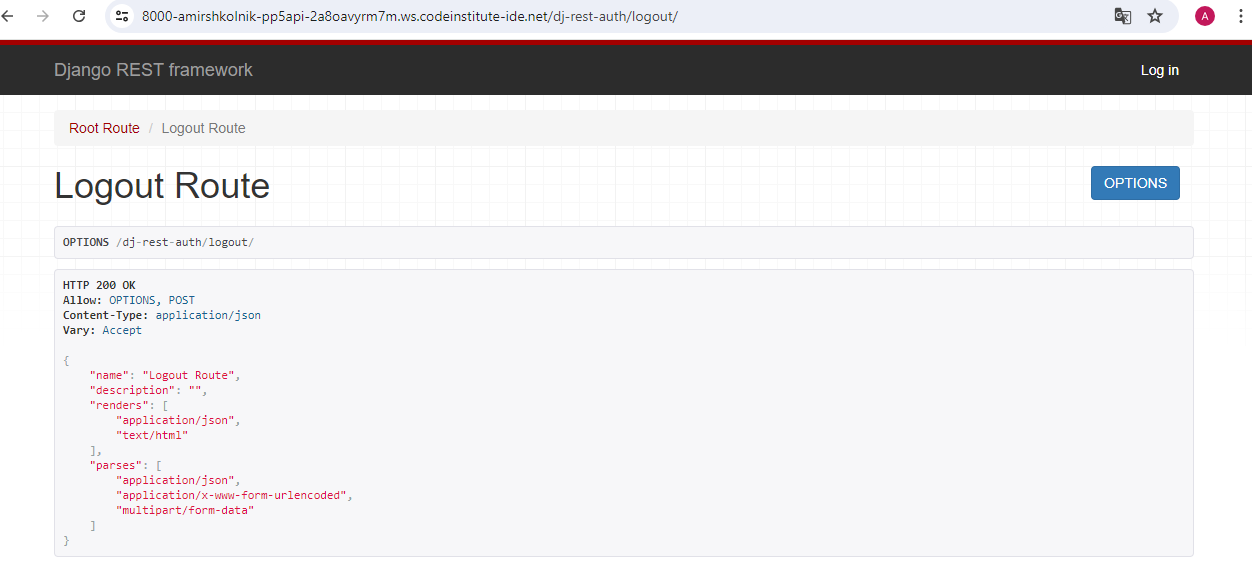 8000-amirshkolnik-pp5api-2a8oavyrm7m.ws.codeinstitute-ide.net/dj-rest-auth/logout/
A
Django REST framework
Log in
Root Route / Logout Route
Logout Route
OPTIONS
OPTIONS /dj-rest-auth/logout/
HTTP 200 OK
Allow: OPTIONS, POST
Content-Type: application/json
Vary: Accept
{
    "name": "Logout Route",
    "description": "",
    "renders": [
        "application/json",
        "text/html"
    ],
    "parses": [
        "application/json",
        "application/x-www-form-urlencoded",
        "multipart/form-data"
    ]
}